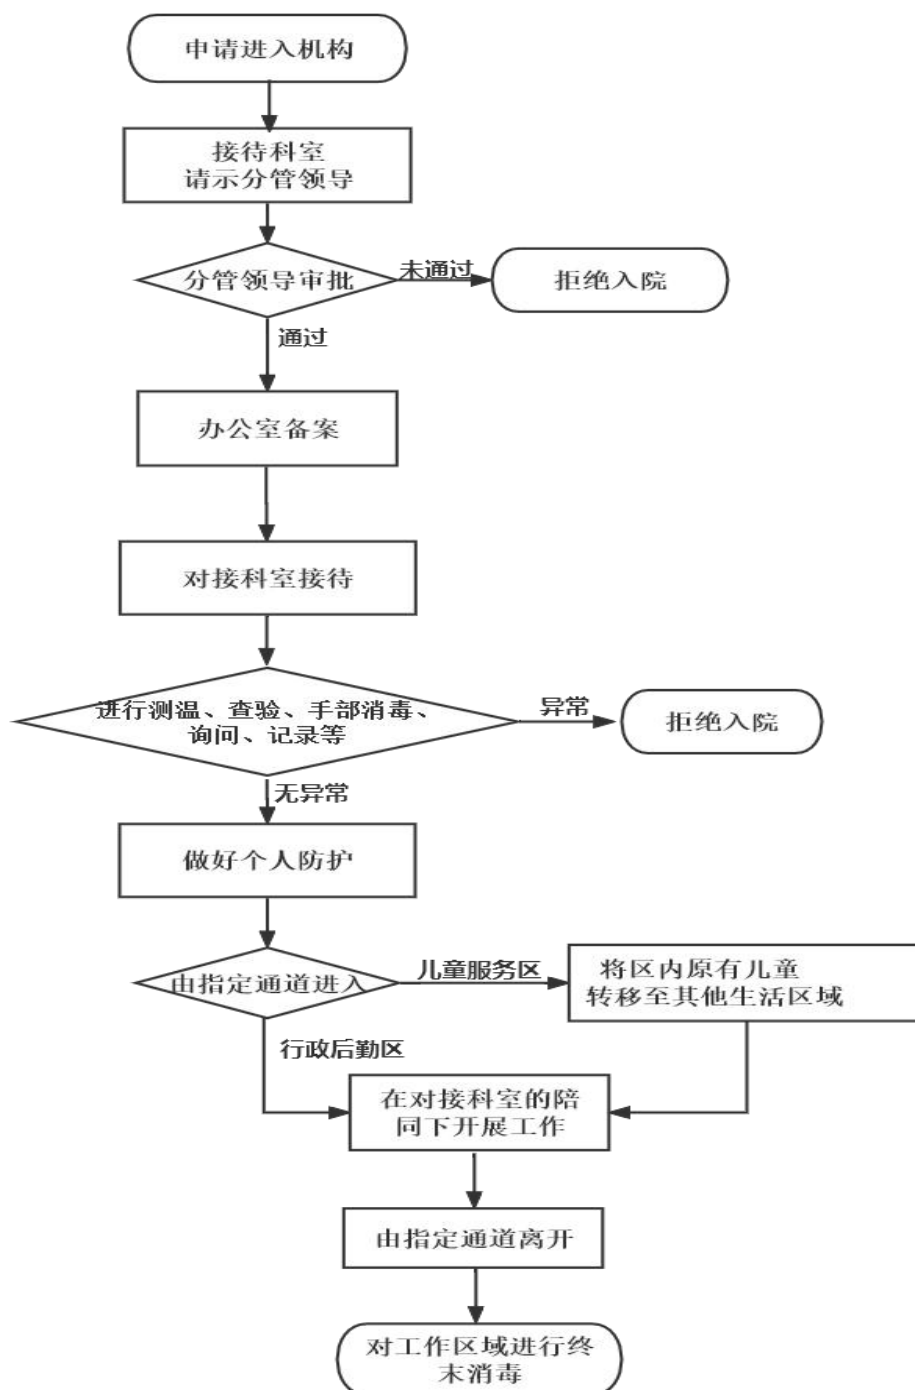 申请进入机构
接待科室
请示分管领导
分管领导审批
未通过
拒绝入院
通过
办公室备案
对接科室接待
进行测温、查验、手部消毒、
询问、记录等
异常
拒绝入院
无异常
做好个人防护
由指定通道进入
儿童服务区
将区内原有儿童
转移至其他生活区域
行政后勤区
在对接科室的陪
同下开展工作
由指定通道离开
对工作区域进行终
末消毒